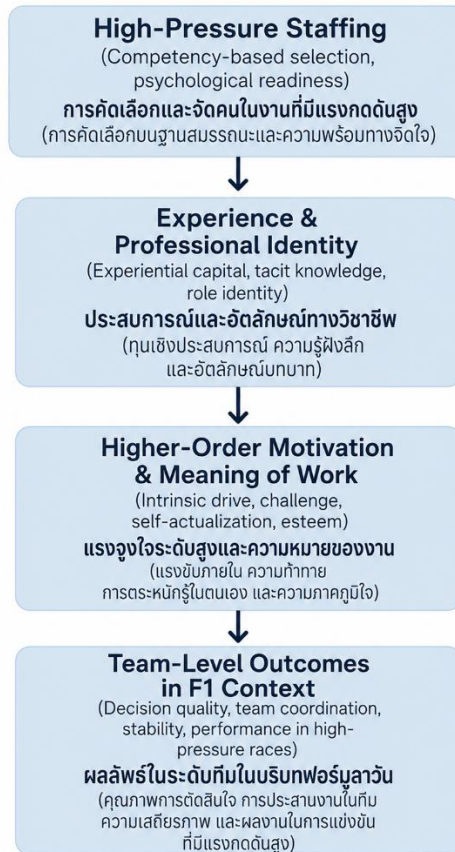 High-Pressure Staffing
(Competency-based selection,
psychological readiness)
การคัดเลือกและจัดคนในงานที่มีแรงกดดันสูง
(การคัดเลือกบนฐานสมรรถนะและความพร้อมทางจิตใจ)
Experience &
Professional Identity
(Experiential capital, tacit knowledge,
role identity)
ประสบการณ์และอัตลักษณ์ทางวิชาชีพ
(ทุนเชิงประสบการณ์ ความรู้ฝังลึก
และอัตลักษณ์บทบาท)
Higher-Order Motivation
& Meaning of Work
(Intrinsic drive, challenge,
self-actualization, esteem)
แรงจูงใจระดับสูงและความหมายของงาน
(แรงขับภายใน ความท้าทาย
การตระหนักรู้ในตนเอง และความภาคภูมิใจ)
Team-Level Outcomes
in F1 Context
(Decision quality, team coordination,
stability, performance in high-
pressure races)
ผลลัพธ์ในระดับทีมในบริบทฟอร์มูลาวัน
(คุณภาพการตัดสินใจ การประสานงานในทีม
ความเสถียรภาพ และผลงานในการแข่งขัน
ที่มีแรงกดดันสูง)